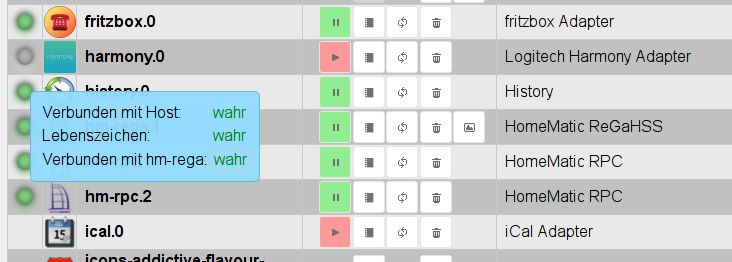 fritzbox.0 fritzbox Adapter
Harmony harmony.0 Logitech Harmony Adapter
history.0 History
Verbunden mit Host: wahr
HomeMatic ReGaHSS
Lebenszeichen: wahr
Verbunden mit hm-rega: wahr
HomeMatic RPC
hm-rpc.2 HomeMatic RPC
15 ical.0 iCal Adapter
icons-addictive-flavour-